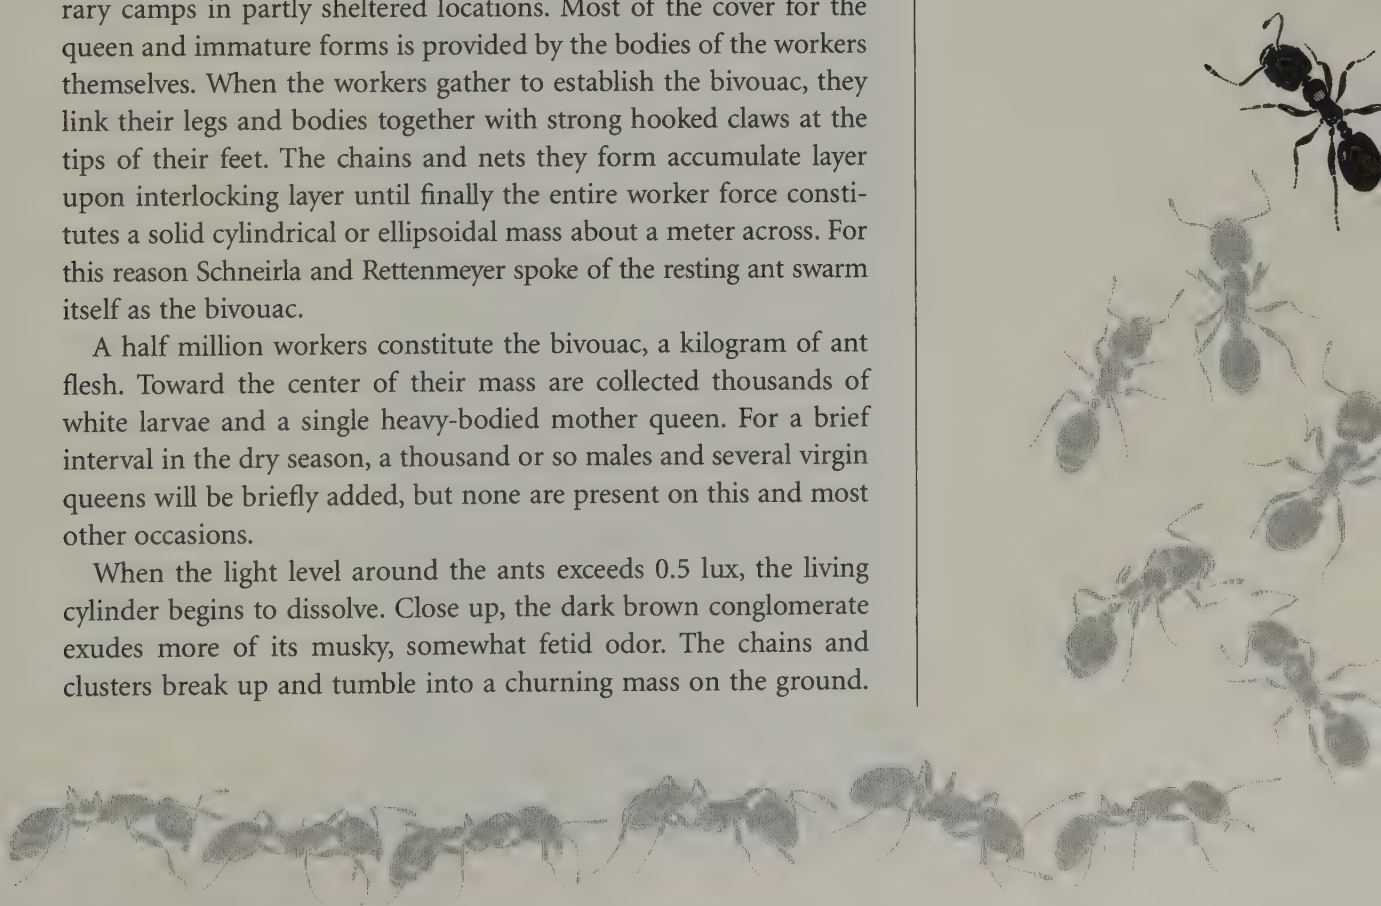 rary camps in partly sheltered locations. Most of the cover for the
queen and immature forms is provided by the bodies of the workers
themselves. When the workers gather to establish the bivouac, they
link their legs and bodies together with strong hooked claws at the
tips of their feet. The chains and nets they form accumulate layer
upon interlocking layer until finally the entire worker force consti-
tutes a solid cylindrical or ellipsoidal mass about a meter across. For
this reason Schneirla and Rettenmeyer spoke of the resting ant swarm
itself as the bivouac.
A half million workers constitute the bivouac, a kilogram of ant
flesh. Toward the center of their mass are collected thousands of
white larvae and a single heavy-bodied mother queen. For a brief
interval in the dry season, a thousand or so males and several virgin
queens will be briefly added, but none are present on this and most
other occasions.
When the light level around the ants exceeds 0.5 lux, the living
cylinder begins to dissolve. Close up, the dark brown conglomerate
exudes more of its musky, somewhat fetid odor. The chains and
clusters break up and tumble into a churning mass on the ground.